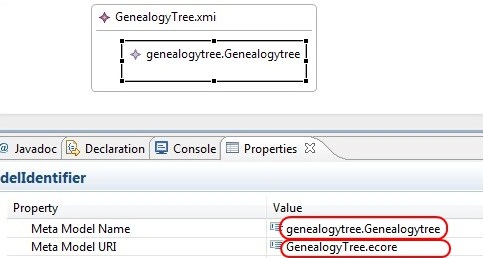 GenealogyTree.xmi
genealogytree.Genealogytree
@ Javadoc Declaration Console Properties
delIdentifier
Property Value
Meta Model Name genealogytree.Genealogytree
Meta Model URI GenealogyTree.ecore